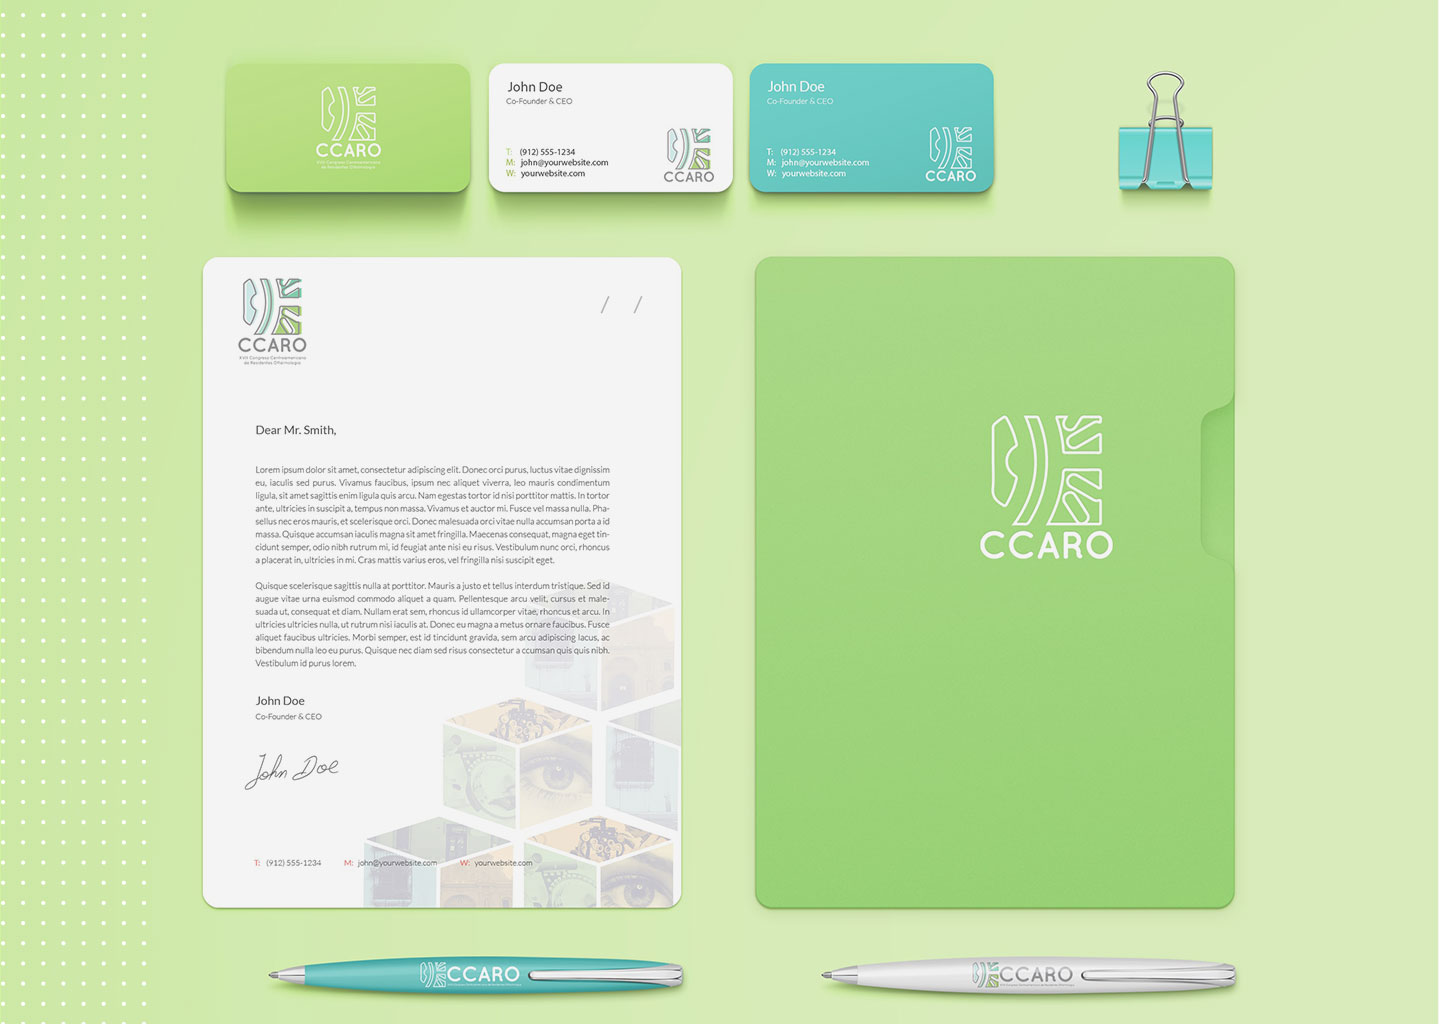 CCARO
XVII Congreso Centroamericano
de Residentes Oftalmología
John Doe
Co-Founder & CEO
T: (912) 555-1234
M: john@yourwebsite.com
W: yourwebsite.com
CCARO
John Doe
Co-Founder & CEO
T: (912) 555-1234
M: john@yourwebsite.com
W: yourwebsite.com
CCARO
/ /
CCARO
XVII Congreso Centroamericano
de Residentes Oftalmología
Dear Mr. Smith,
Lorem ipsum dolor sit amet, consectetur adipiscing elit. Donec orci purus, luctus vitae dignissim
eu, iaculis sed purus. Vivamus faucibus, ipsum nec aliquet viverra, leo mauris condimentum
ligula, sit amet sagittis enim ligula quis arcu. Nam egestas tortor id nisi porttitor mattis. In tortor
ante, ultricies in suscipit a, tempus non massa. Vivamus et auctor mi. Fusce vel massa nulla. Pha-
sellus nec eros mauris, et scelerisque orci. Donec malesuada orci vitae nulla accumsan porta a id
massa. Quisque accumsan iaculis magna sit amet fringilla. Maecenas consequat, magna eget tin-
cidunt semper, odio nibh rutrum mi, id feugiat ante nisi eu risus. Vestibulum nunc orci, rhoncus
a placerat in, ultricies in mi. Cras mattis varius eros, vel fringilla nisi suscipit eget.
Quisque scelerisque sagittis nulla at porttitor. Mauris a justo et tellus interdum tristique. Sed id
augue vitae urna euismod commodo aliquet a quam. Pellentesque arcu velit, cursus et male-
suada ut, consequat et diam. Nullam erat sem, rhoncus id ullamcorper vitae, rhoncus et arcu. In
ultricies ultricies nulla, ut rutrum nisi iaculis at. Donec eu magna a metus ornare faucibus. Fusce
aliquet faucibus ultricies. Morbi semper, est id tincidunt gravida, sem arcu adipiscing lacus, ac
bibendum nulla leo eu purus. Quisque nec diam sed risus consectetur a ccumsan quis quis nibh.
Vestibulum id purus lorem.
John Doe
Co-Founder & CEO
John Doe
T: (912) 555-1234 M: john@yourwebsite.com W: yourwebsite.com
CCARO
CCARO
CCARO